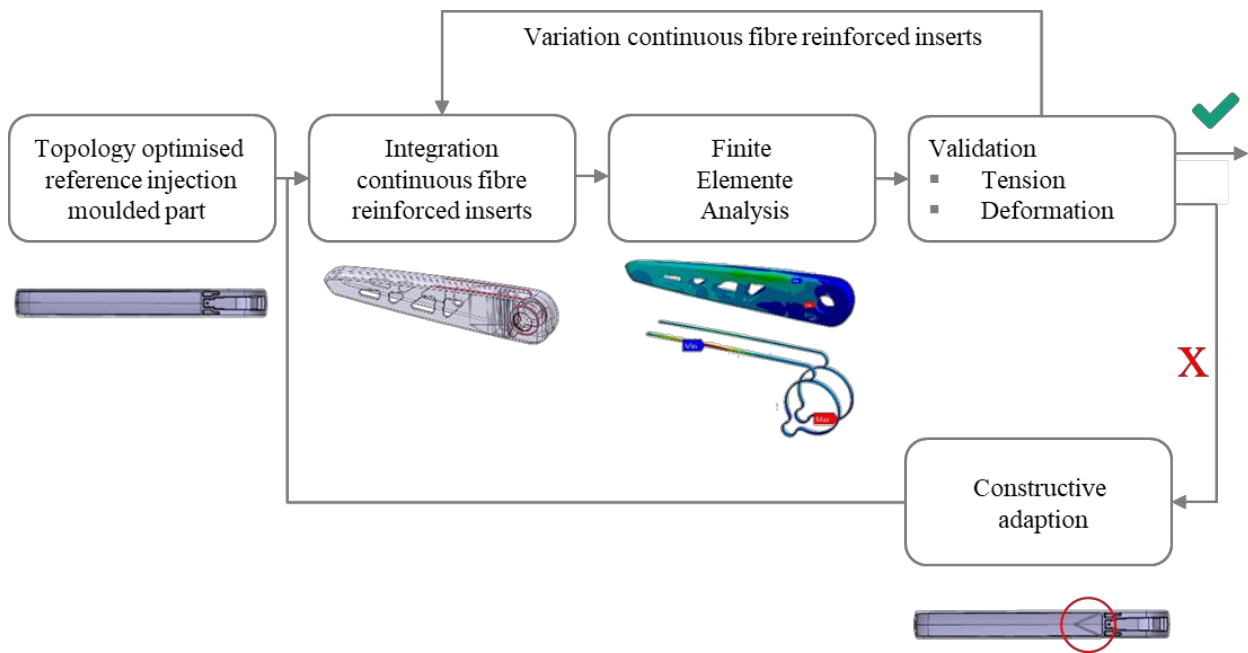 Variation continuous fibre reinforced inserts
Topology optimised
reference injection
moulded part
Integration
continuous fibre
reinforced inserts
Finite
Elemente
Analysis
Validation
▪ Tension
▪ Deformation
Min
Max
X
Constructive
adaption